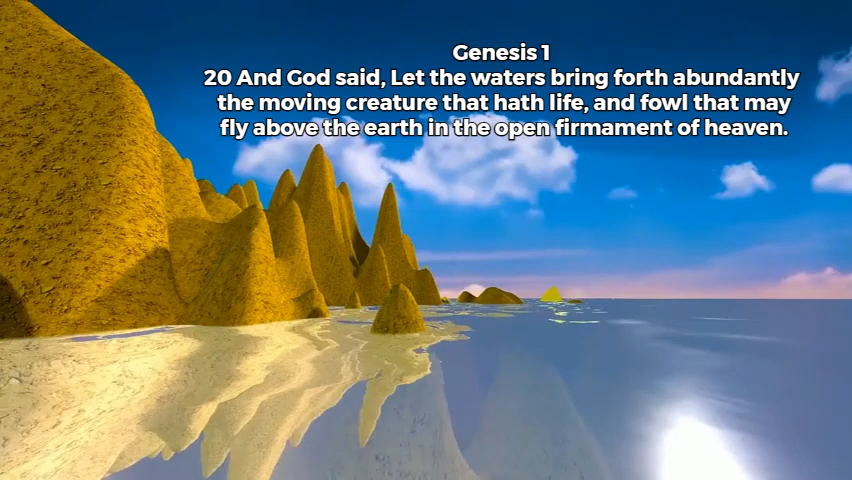 Genesis 1
20 And God said, Let the waters bring forth abundantly
the moving creature that hath life, and fowl that may
fly above the earth in the open firmament of heaven.